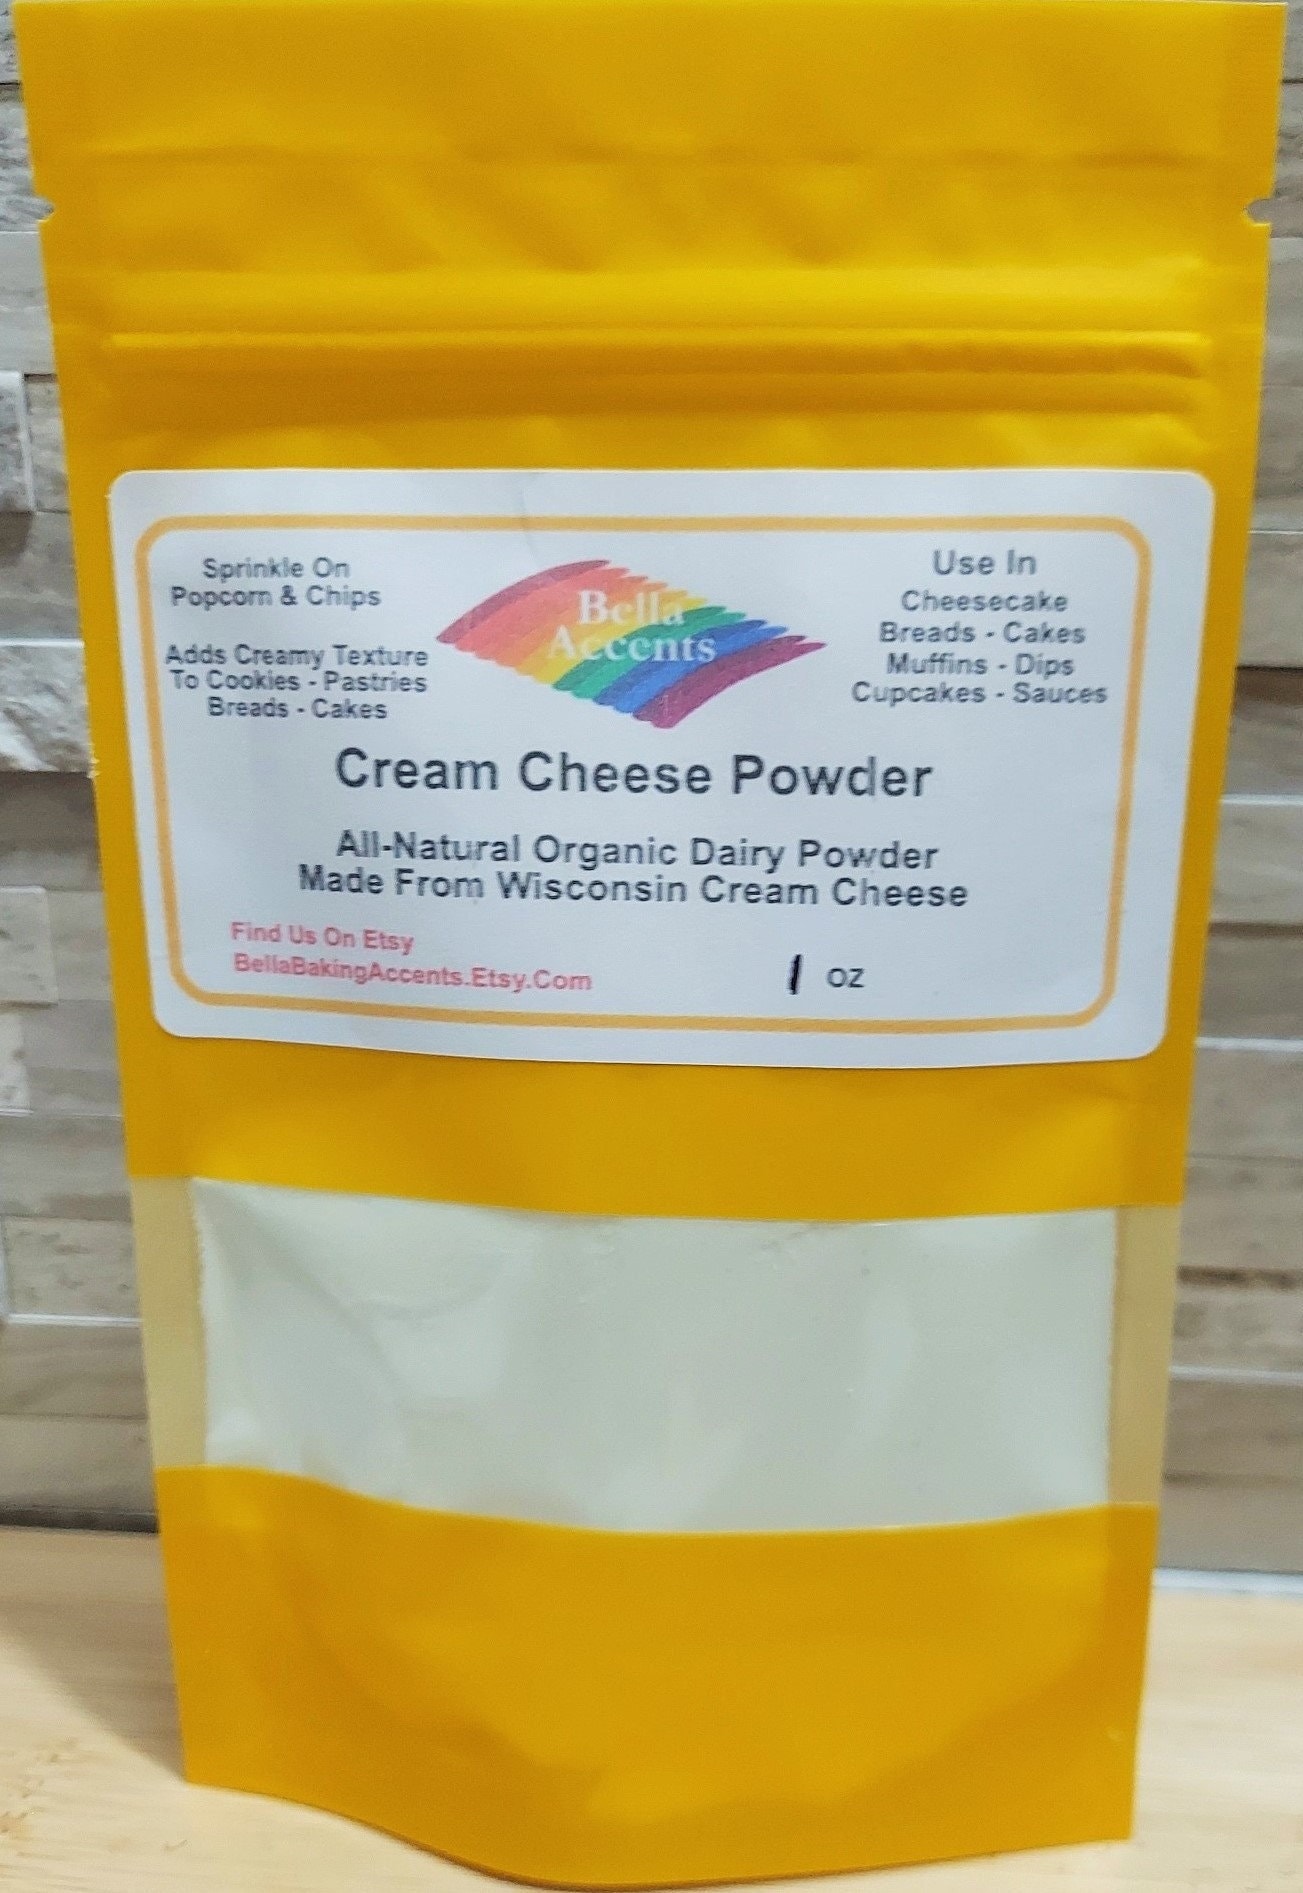 Sprinkle On
Popcorn & Chips
Adds Creamy Texture
To Cookies - Pastries
Breads - Cakes
Bella
Accents
Use In
Cheesecake
Breads - Cakes
Muffins - Dips
Cupcakes - Sauces
Cream Cheese Powder
All-Natural Organic Dairy Powder
Made From Wisconsin Cream Cheese
Find Us On Etsy
BellaBakingAccents.Etsy.Com
1 oz